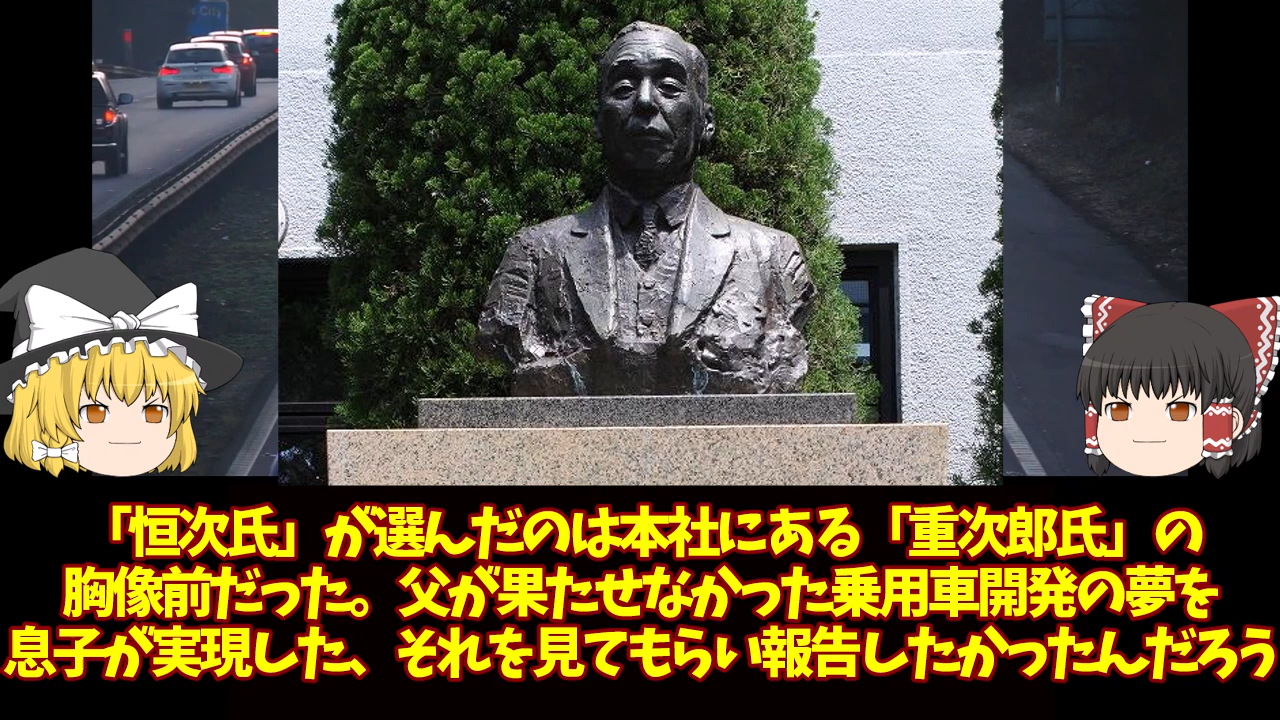 City
「恒次氏」が選んだのは本社にある「重次郎氏」の
胸像前だった。父が果たせなかった乗用車開発の夢を
息子が実現した、それを見てもらい報告したかったんだろう